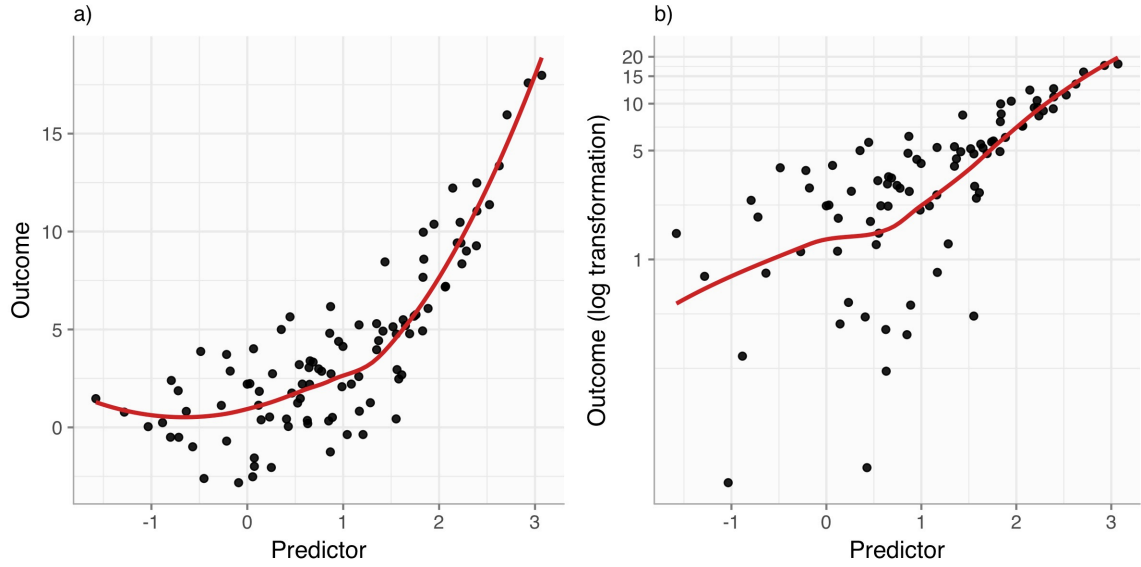 a)
Outcome
15
10
5
0
-1 0 1 2 3
Predictor
b)
Outcome (log transformation)
20
15
10
5
1
-1 0 1 2 3
Predictor